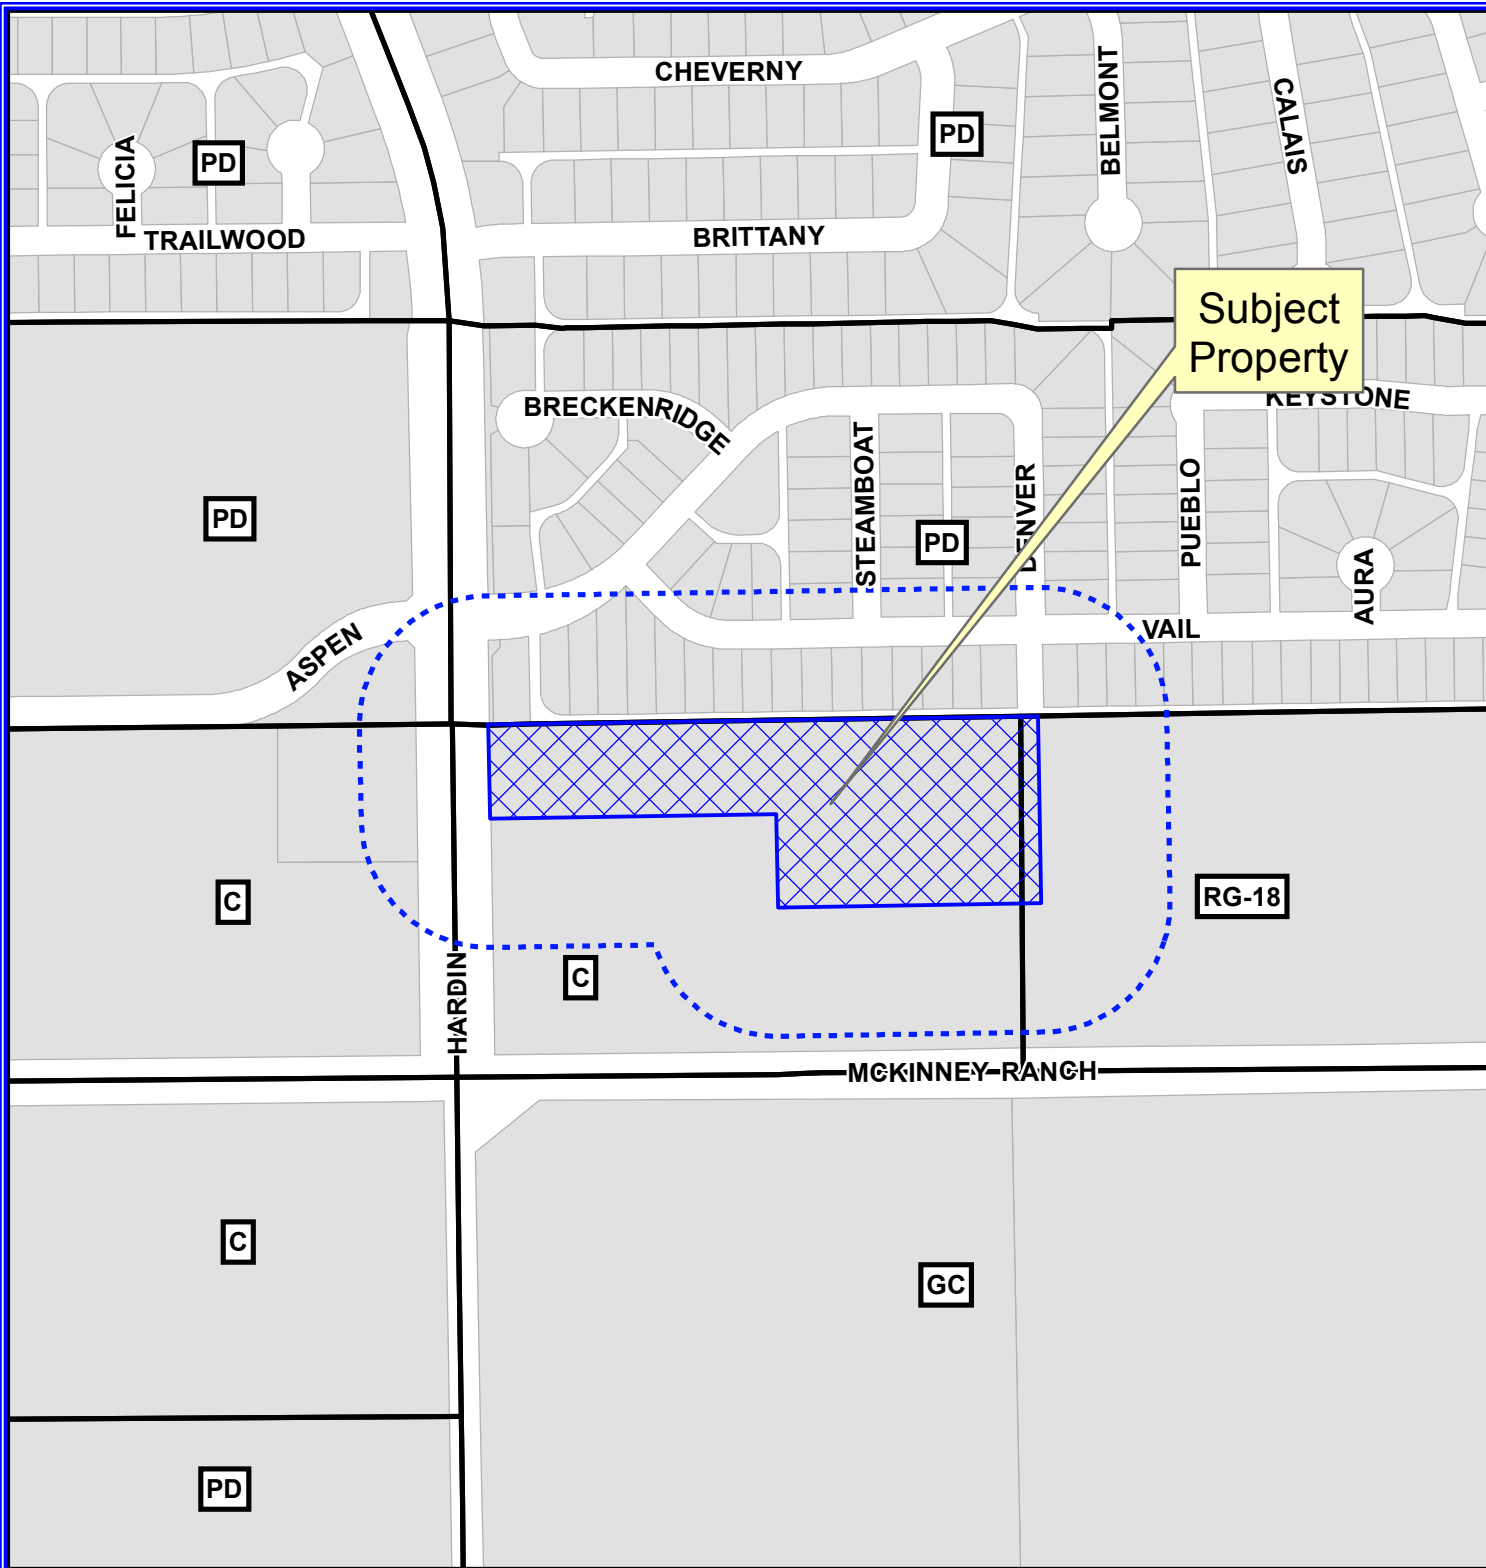 CHEVERNY
BELMONT
CALAIS
PD
FELICIA
PD
TRAILWOOD
BRITTANY
Subject
Property
KEYSTONE
BRECKENRIDGE
STEAMBOAT
DENVER
PUEBLO
PD
PD
AURA
ASPEN
VAIL
C
RG-18
C
HARDIN
MCKINNEY RANCH
C
GC
PD